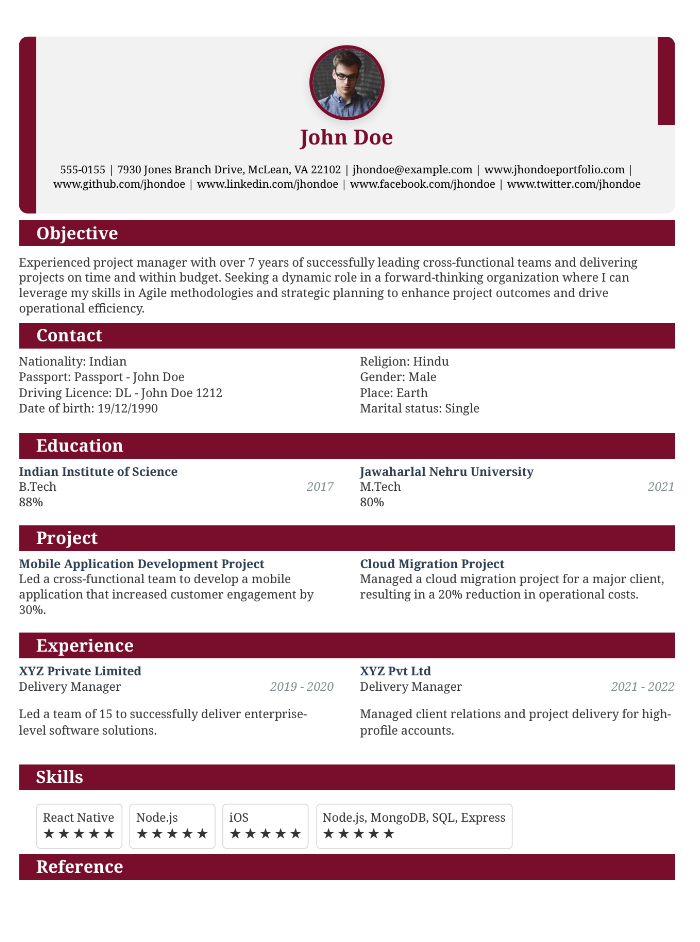 John Doe
555-0155 | 7930 Jones Branch Drive, McLean, VA 22102 | jhondoe@example.com | www.jhondoeportfolio.com |
www.github.com/jhondoe | www.linkedin.com/jhondoe | www.facebook.com/jhondoe | www.twitter.com/jhondoe
Objective
Experienced project manager with over 7 years of successfully leading cross-functional teams and delivering
projects on time and within budget. Seeking a dynamic role in a forward-thinking organization where I can
leverage my skills in Agile methodologies and strategic planning to enhance project outcomes and drive
operational efficiency.
Contact
Nationality: Indian
Passport: Passport - John Doe
Driving Licence: DL - John Doe 1212
Date of birth: 19/12/1990
Religion: Hindu
Gender: Male
Place: Earth
Marital status: Single
Education
Indian Institute of Science
B.Tech 2017
88%
Jawaharlal Nehru University
M.Tech 2021
80%
Project
Mobile Application Development Project
Led a cross-functional team to develop a mobile
application that increased customer engagement by
30%.
Cloud Migration Project
Managed a cloud migration project for a major client,
resulting in a 20% reduction in operational costs.
Experience
XYZ Private Limited
Delivery Manager 2019 - 2020
Led a team of 15 to successfully deliver enterprise-
level software solutions.
XYZ Pvt Ltd
Delivery Manager 2021 - 2022
Managed client relations and project delivery for high-
profile accounts.
Skills
React Native
★★★★★
Node.js
★★★★★
iOS
★★★★★
Node.js, MongoDB, SQL, Express
★★★★★
Reference